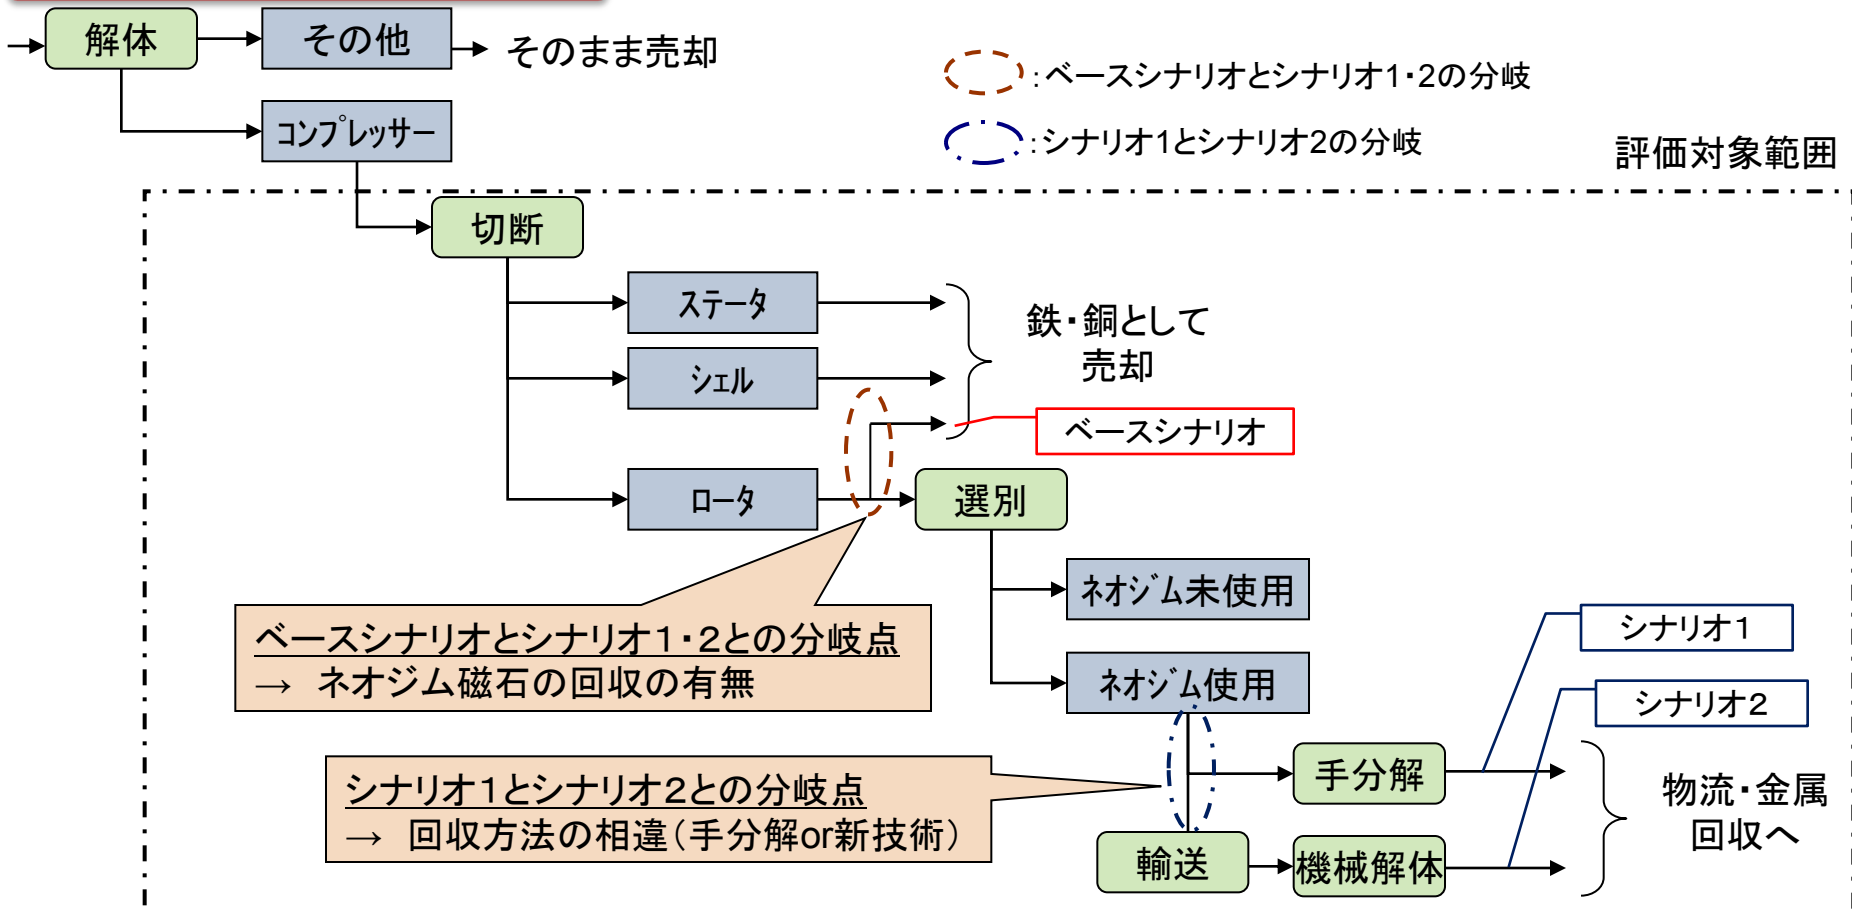 解体
その他
そのまま売却
：ベースシナリオとシナリオ1・2の分岐
コンプレッサー
：シナリオ1とシナリオ2の分岐
評価対象範囲
切断
ステータ
鉄・銅として
売却
シェル
ベースシナリオ
ロータ
選別
ネオジム未使用
ベースシナリオとシナリオ1・2との分岐点
→ ネオジム磁石の回収の有無
シナリオ1
ネオジム使用
シナリオ2
シナリオ1とシナリオ2との分岐点
→ 回収方法の相違（手分解or新技術）
手分解
物流・金属
回収へ
輸送
機械解体